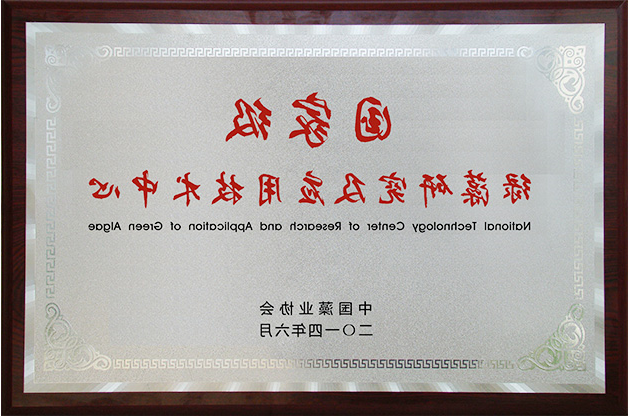 国家级
绿藻研究及应用技术中心
National Technology Center of Research and Application of Green Algae
中国藻业协会
二〇一四年六月